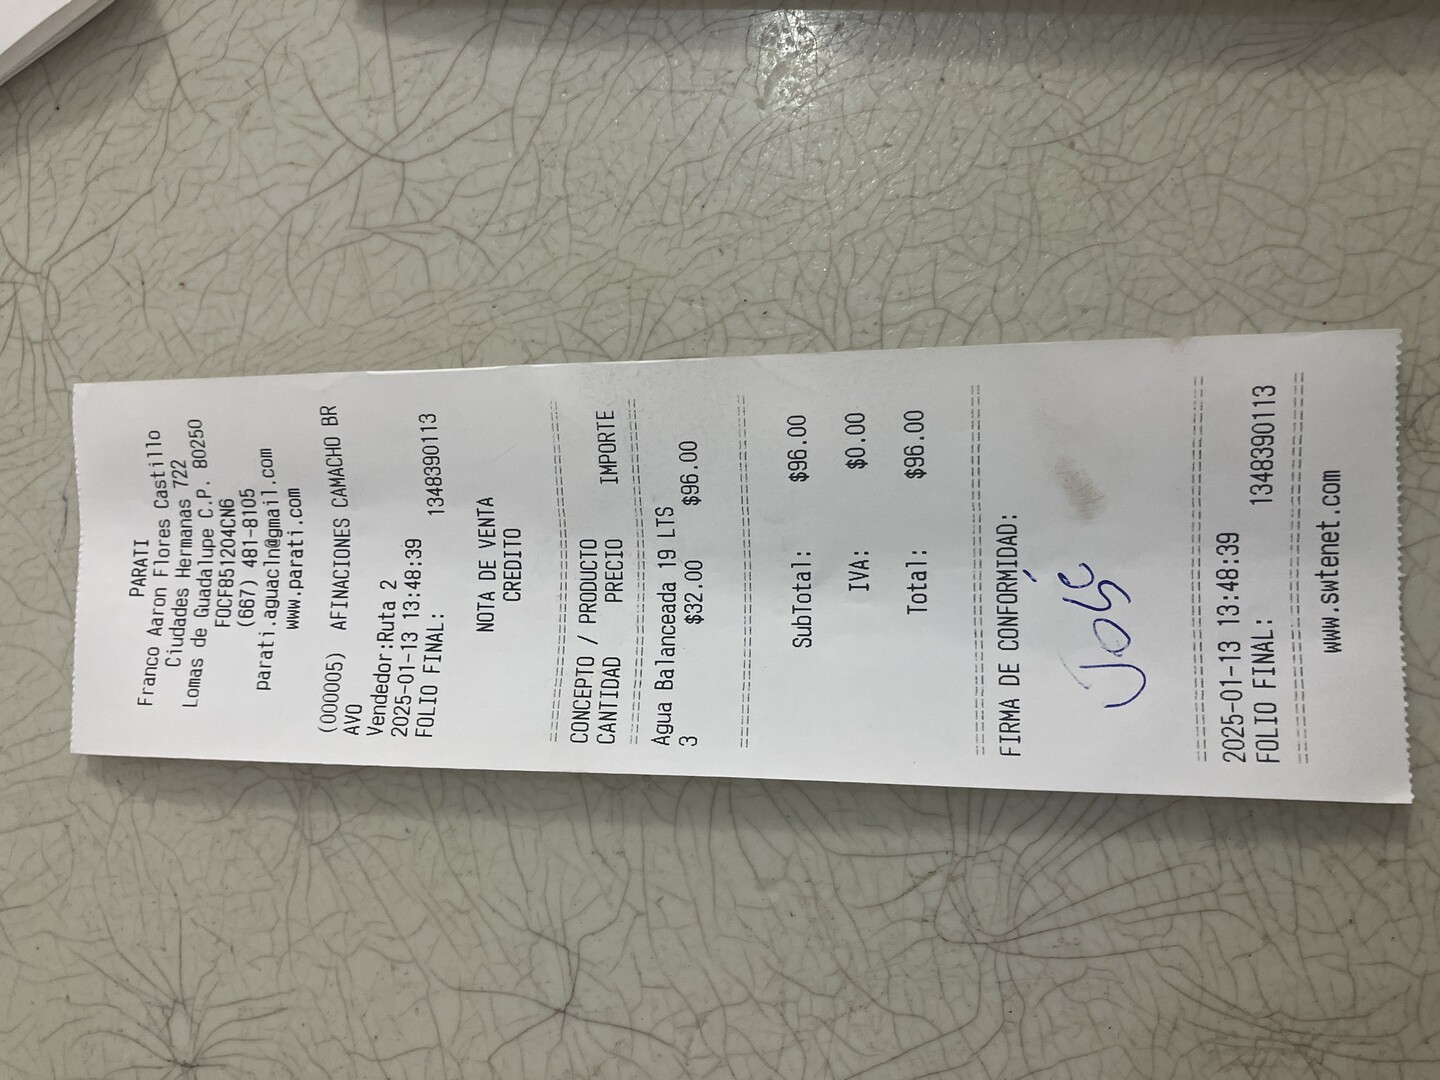 PARATI
Franco Aaron Flores Castillo
Ciudades Hermanas 722
Lomas de Guadalupe C.P. 80250
FOCF851204CN6
(667) 481-8105
parati.aguacln@gmail.com
www.parati.com
(000005) AFINACIONES CAMACHO BR
AVO
Vendedor:Ruta 2
2025-01-13 13:48:39
FOLIO FINAL: 1348390113
NOTA DE VENTA
CREDITO
CONCEPTO / PRODUCTO
CANTIDAD PRECIO IMPORTE
Agua Balanceada 19 LTS
3 $32.00 $96.00
SubTotal: $96.00
IVA: $0.00
Total: $96.00
FIRMA DE CONFORMIDAD:
José
2025-01-13 13:48:39
FOLIO FINAL: 1348390113
www.swtenet.com